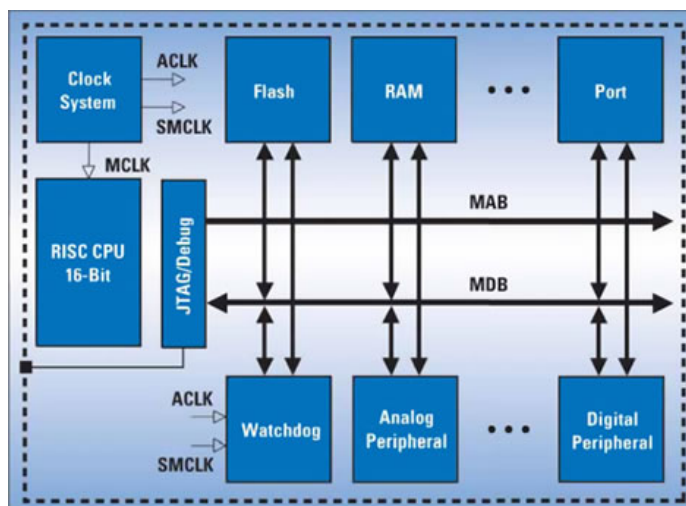 Clock
System
ACLK
SMCLK
MCLK
Flash
RAM
• • •
Port
RISC CPU
16-Bit
JTAG/Debug
MAB
MDB
ACLK
SMCLK
Watchdog
Analog
Peripheral
• • •
Digital
Peripheral